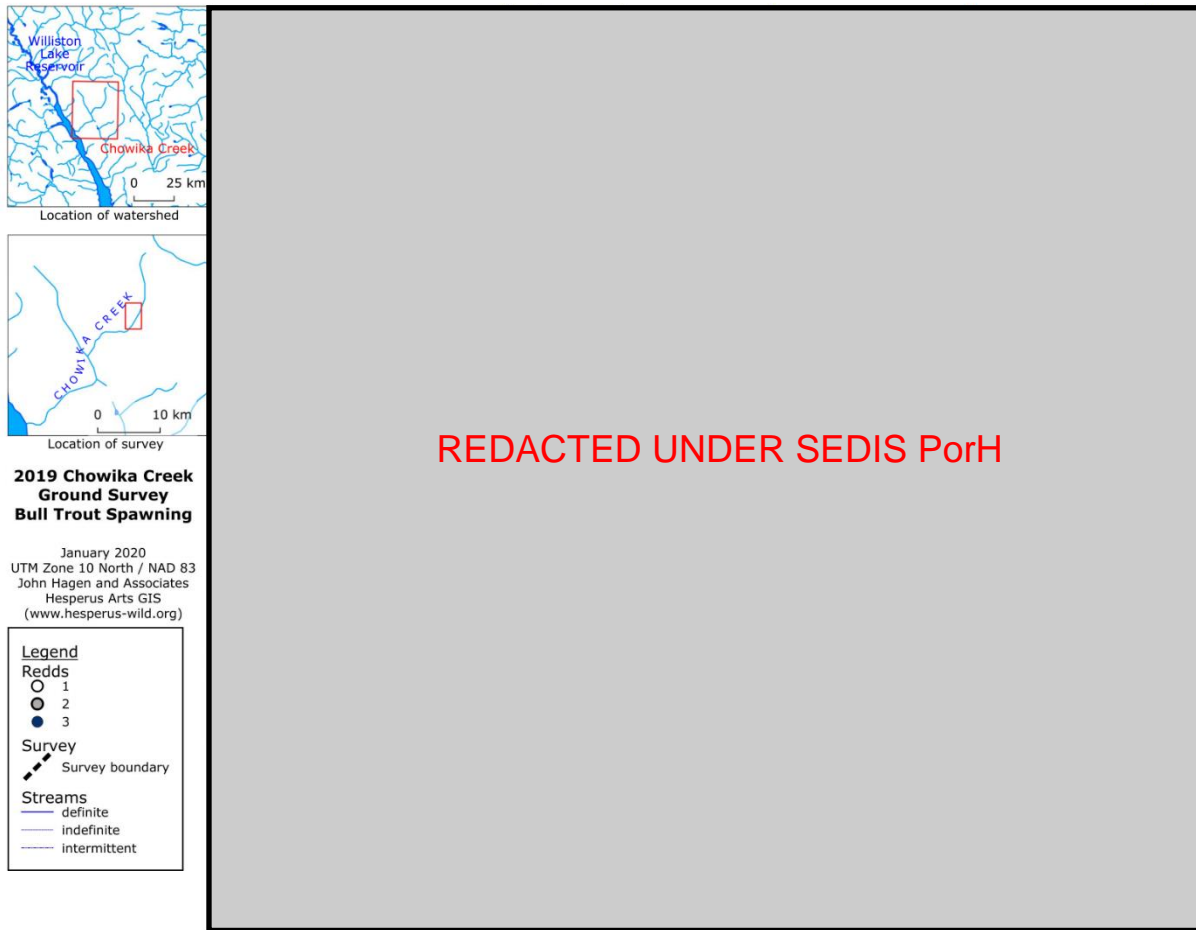 Williston
Lake
Reservoir
Chowika Creek
0 25 km
Location of watershed
CHOWIKA CREEK
0 10 km
Location of survey
2019 Chowika Creek
Ground Survey
Bull Trout Spawning
January 2020
UTM Zone 10 North / NAD 83
John Hagen and Associates
Hesperus Arts GIS
(www.hesperus-wild.org)
Legend
Redds
1
2
3
Survey
Survey boundary
Streams
definite
indefinite
intermittent
REDACTED UNDER SEDIS PorH